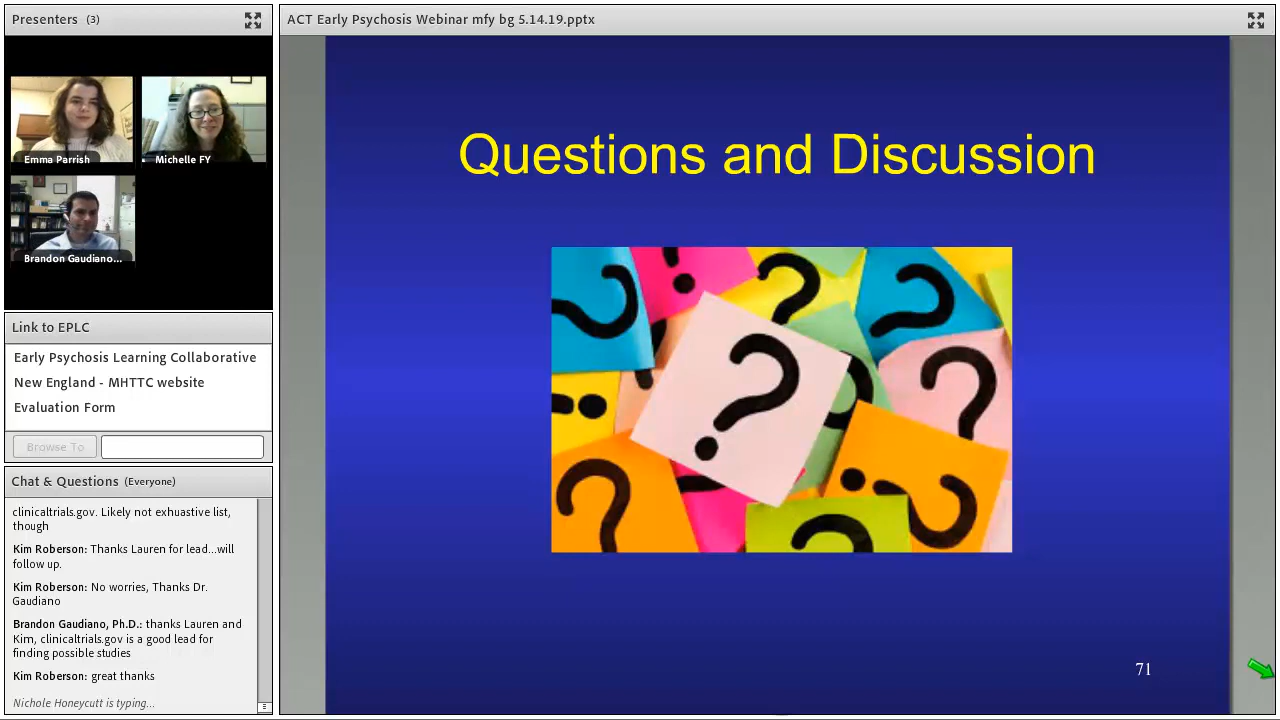 Presenters (3)
Emma Parrish
Michelle FY
Brandon Gaudiano...
Link to EPLC
Early Psychosis Learning Collaborative
New England - MHTTC website
Evaluation Form
Browse To
Chat & Questions (Everyone)
clinicaltrials.gov. Likely not exhuastive list,
though
Kim Roberson: Thanks Lauren for lead...will
follow up.
Kim Roberson: No worries, Thanks Dr.
Gaudiano
Brandon Gaudiano, Ph.D.: thanks Lauren and
Kim, clinicaltrials.gov is a good lead for
finding possible studies
Kim Roberson: great thanks
Nichole Honeycutt is typing...
ACT Early Psychosis Webinar mfy bg 5.14.19.pptx
Questions and Discussion
?
71